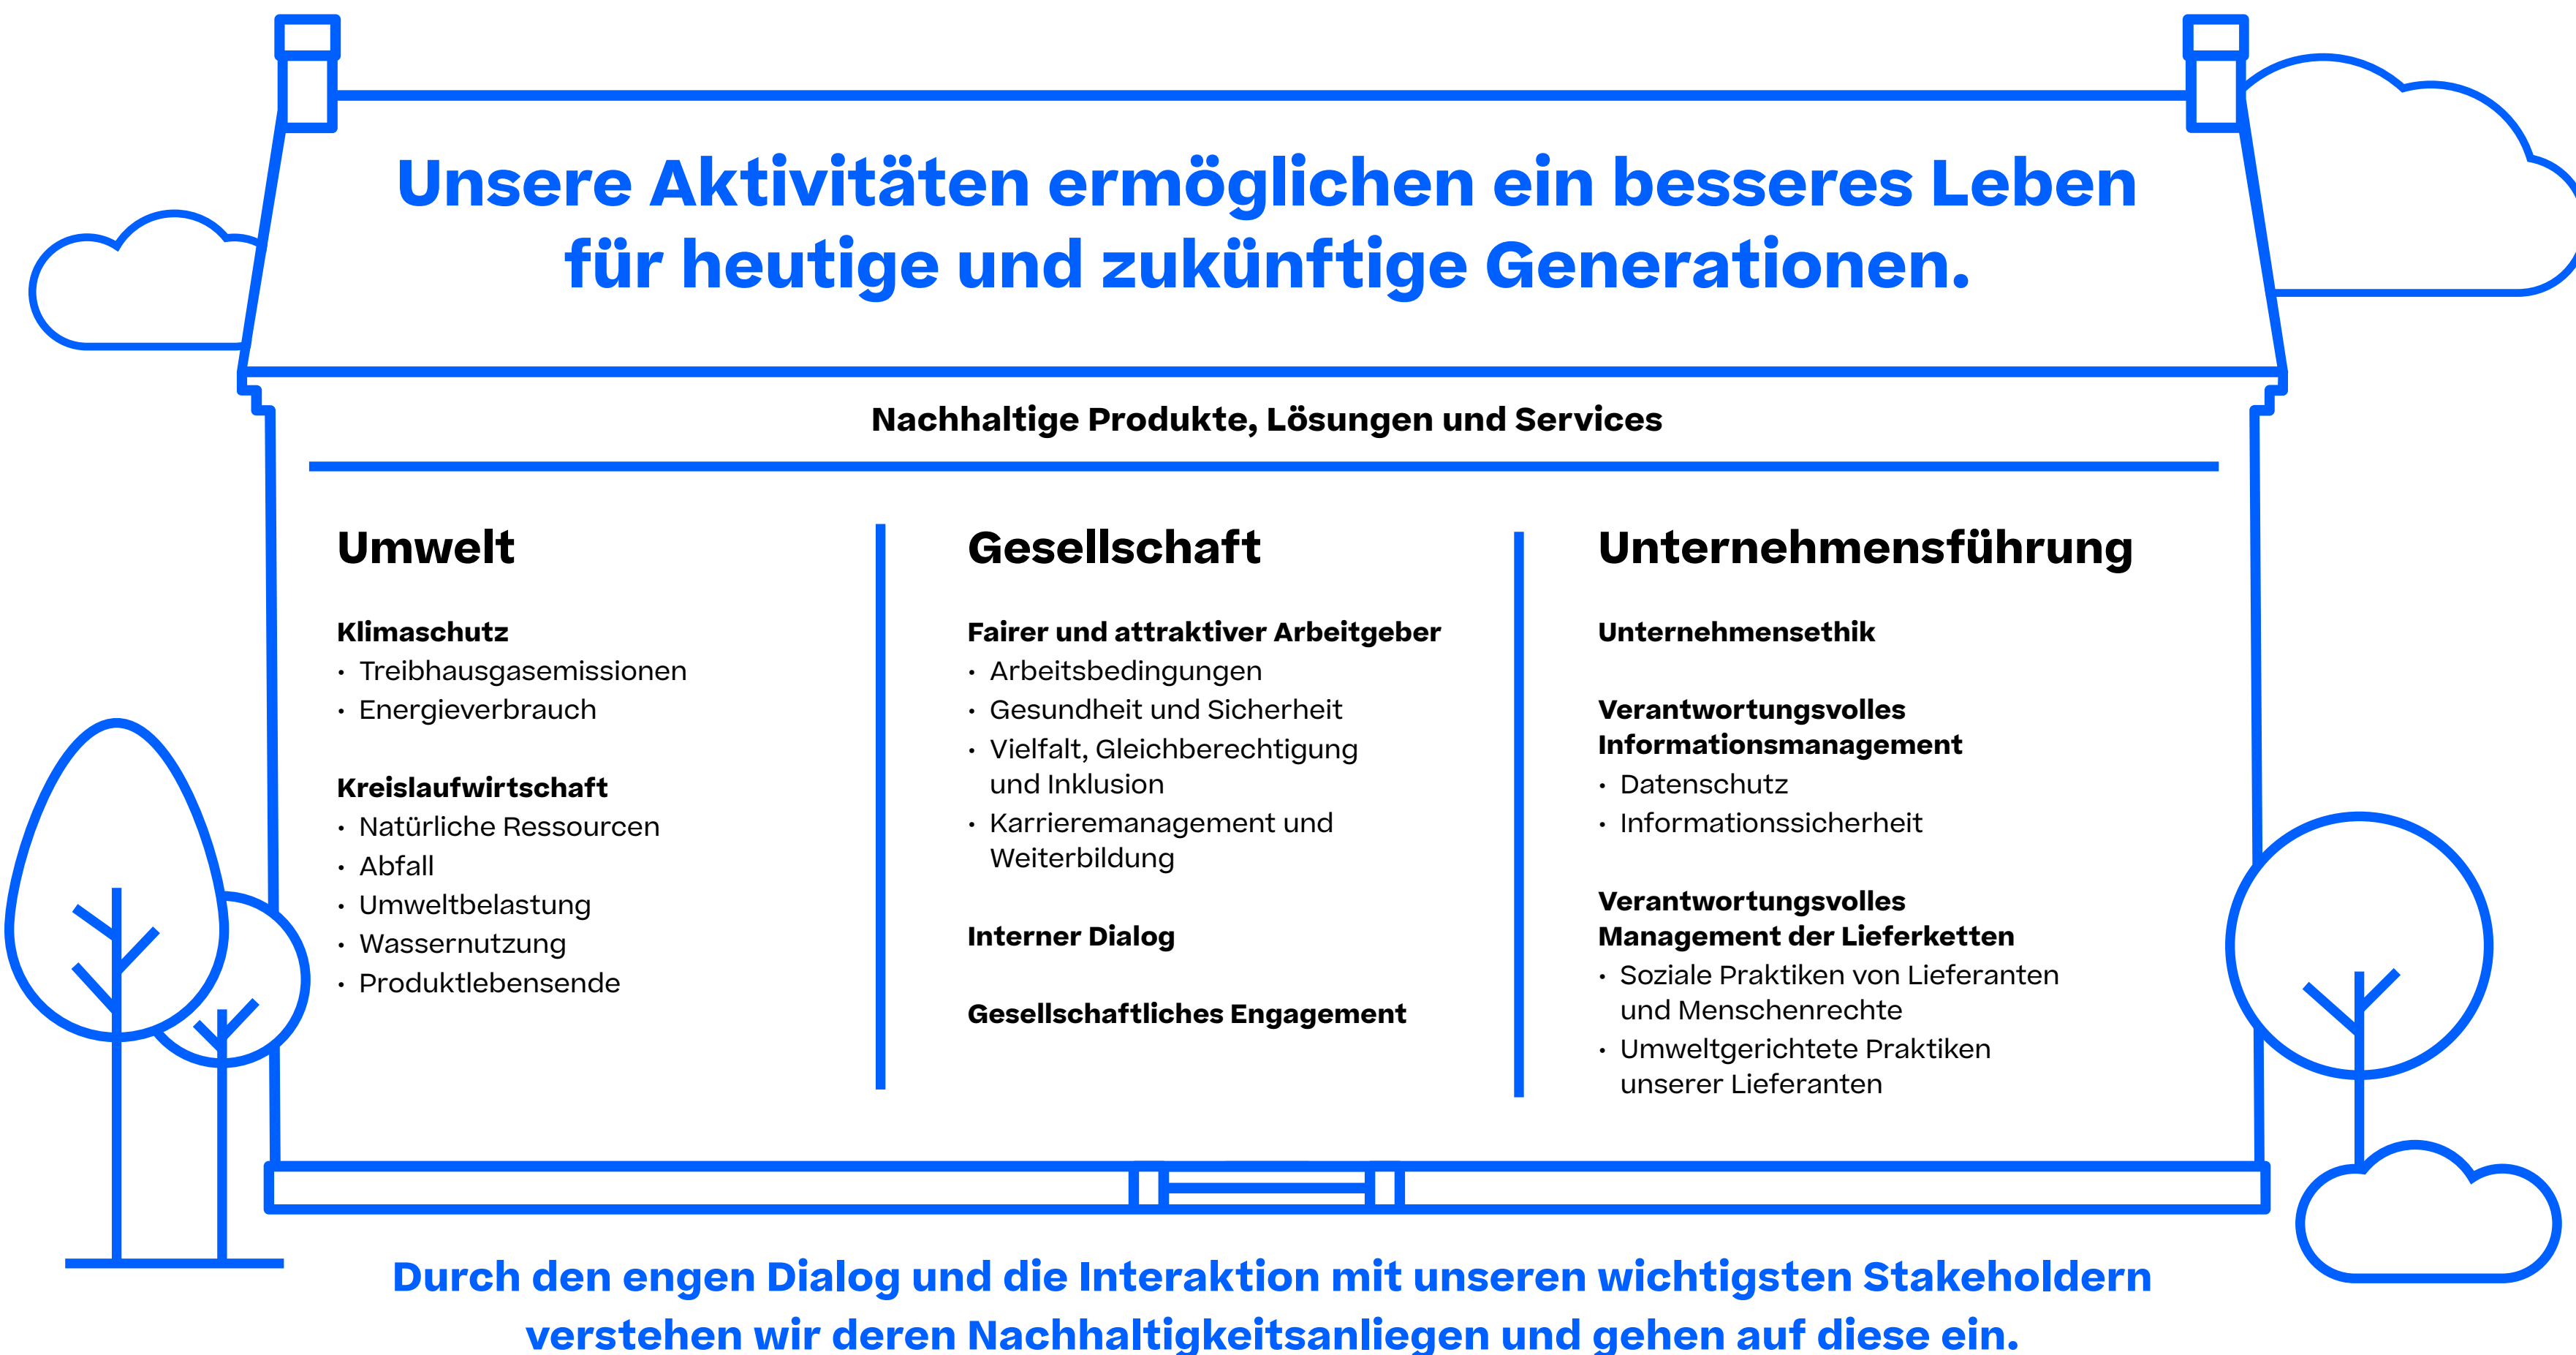 Unsere Aktivitäten ermöglichen ein besseres Leben
für heutige und zukünftige Generationen.
Nachhaltige Produkte, Lösungen und Services
Umwelt
Klimaschutz
• Treibhausgasemissionen
• Energieverbrauch
Kreislaufwirtschaft
• Natürliche Ressourcen
• Abfall
• Umweltbelastung
• Wassernutzung
• Produktlebensende
Gesellschaft
Fairer und attraktiver Arbeitgeber
• Arbeitsbedingungen
• Gesundheit und Sicherheit
• Vielfalt, Gleichberechtigung
und Inklusion
• Karrieremanagement und
Weiterbildung
Interner Dialog
Gesellschaftliches Engagement
Unternehmensführung
Unternehmensethik
Verantwortungsvolles
Informationsmanagement
• Datenschutz
• Informationssicherheit
Verantwortungsvolles
Management der Lieferketten
• Soziale Praktiken von Lieferanten
und Menschenrechte
• Umweltgerichtete Praktiken
unserer Lieferanten
Durch den engen Dialog und die Interaktion mit unseren wichtigsten Stakeholdern
verstehen wir deren Nachhaltigkeitsanliegen und gehen auf diese ein.